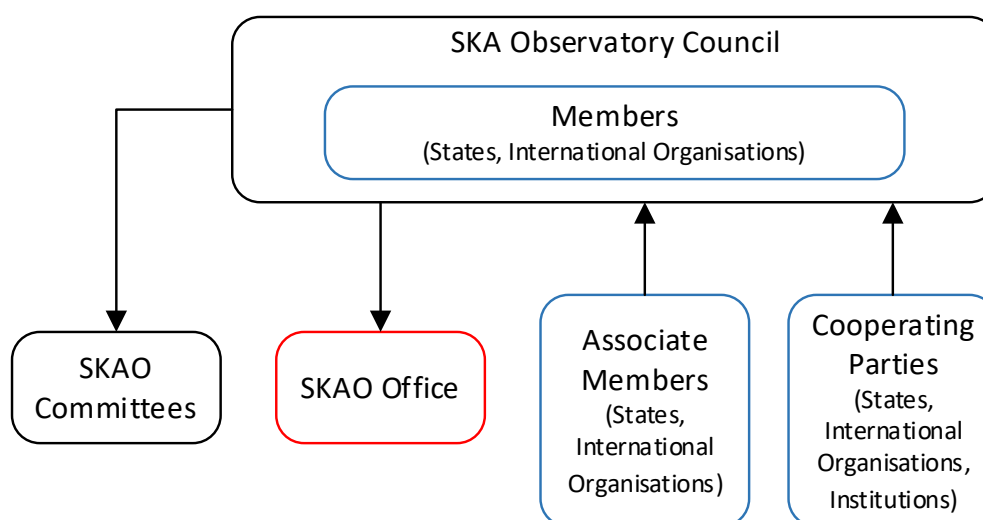 SKA Observatory Council
Members
(States, International Organisations)
SKAO
Committees
SKAO Office
Associate
Members
(States,
International
Organisations)
Cooperating
Parties
(States,
International
Organisations,
Institutions)